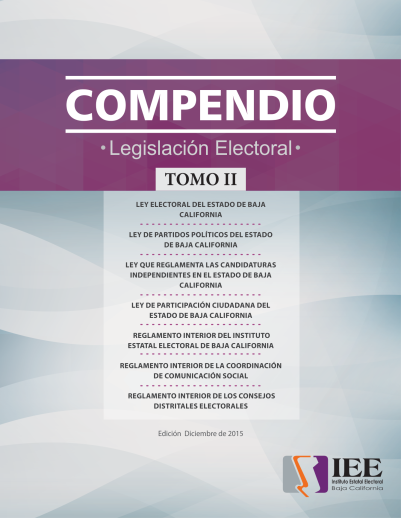 COMPENDIO
• Legislación Electoral •
TOMO II
LEY ELECTORAL DEL ESTADO DE BAJA
CALIFORNIA
LEY DE PARTIDOS POLÍTICOS DEL ESTADO
DE BAJA CALIFORNIA
LEY QUE REGLAMENTA LAS CANDIDATURAS
INDEPENDIENTES EN EL ESTADO DE BAJA
CALIFORNIA
LEY DE PARTICIPACIÓN CIUDADANA DEL
ESTADO DE BAJA CALIFORNIA
REGLAMENTO INTERIOR DEL INSTITUTO
ESTATAL ELECTORAL DE BAJA CALIFORNIA
REGLAMENTO INTERIOR DE LA COORDINACIÓN
DE COMUNICACIÓN SOCIAL
REGLAMENTO INTERIOR DE LOS CONSEJOS
DISTRITALES ELECTORALES
Edición Diciembre de 2015
IEE
Instituto Estatal Electoral
Baja California